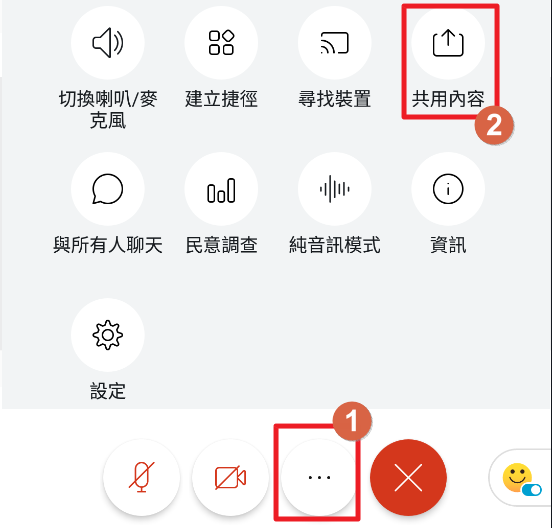 切換喇叭/麥 建立捷徑 尋找裝置 共用內容
克風
2
與所有人聊天 民意調查 純音訊模式 資訊
設定
1